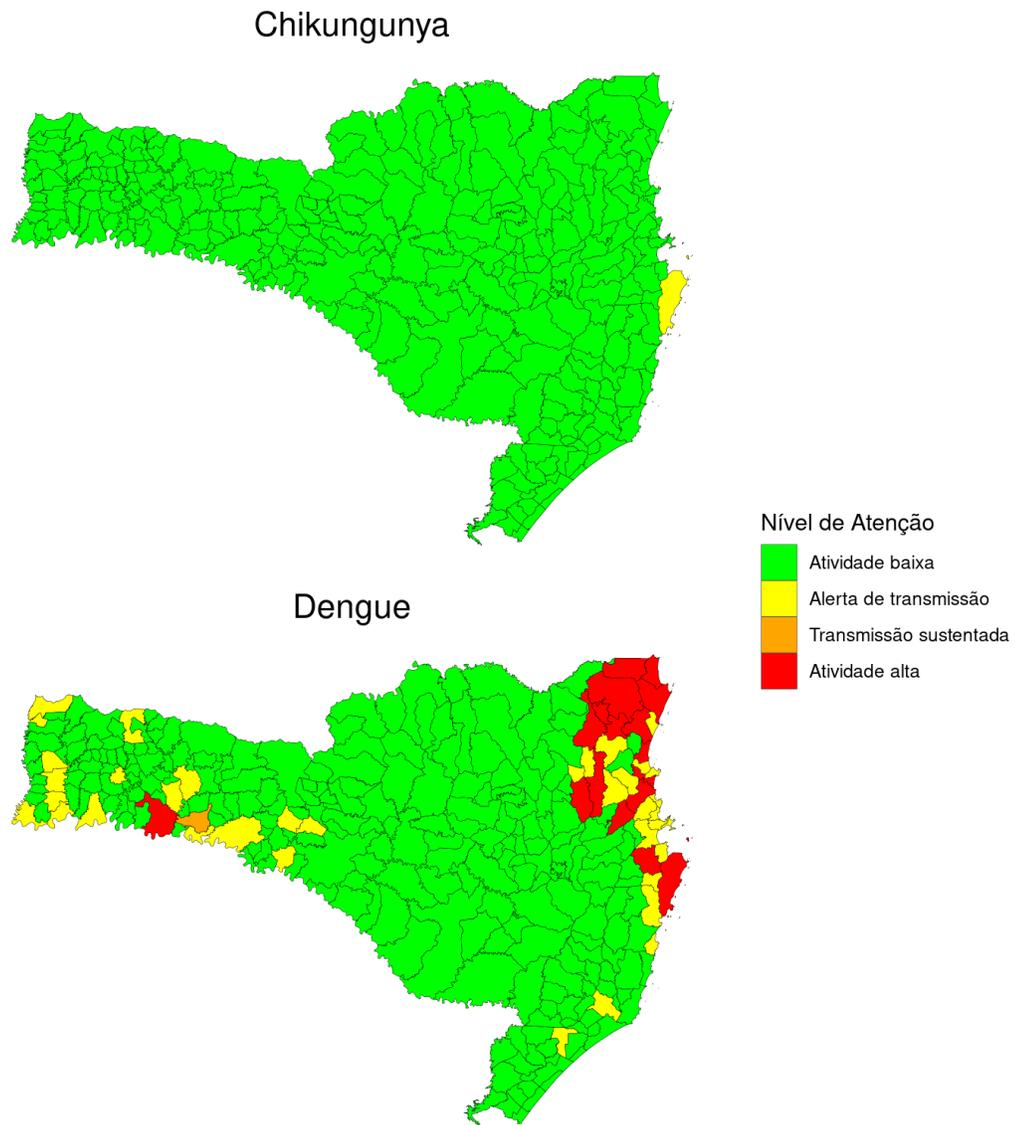 Chikungunya
Nível de Atenção
Atividade baixa
Alerta de transmissão
Transmissão sustentada
Atividade alta
Dengue